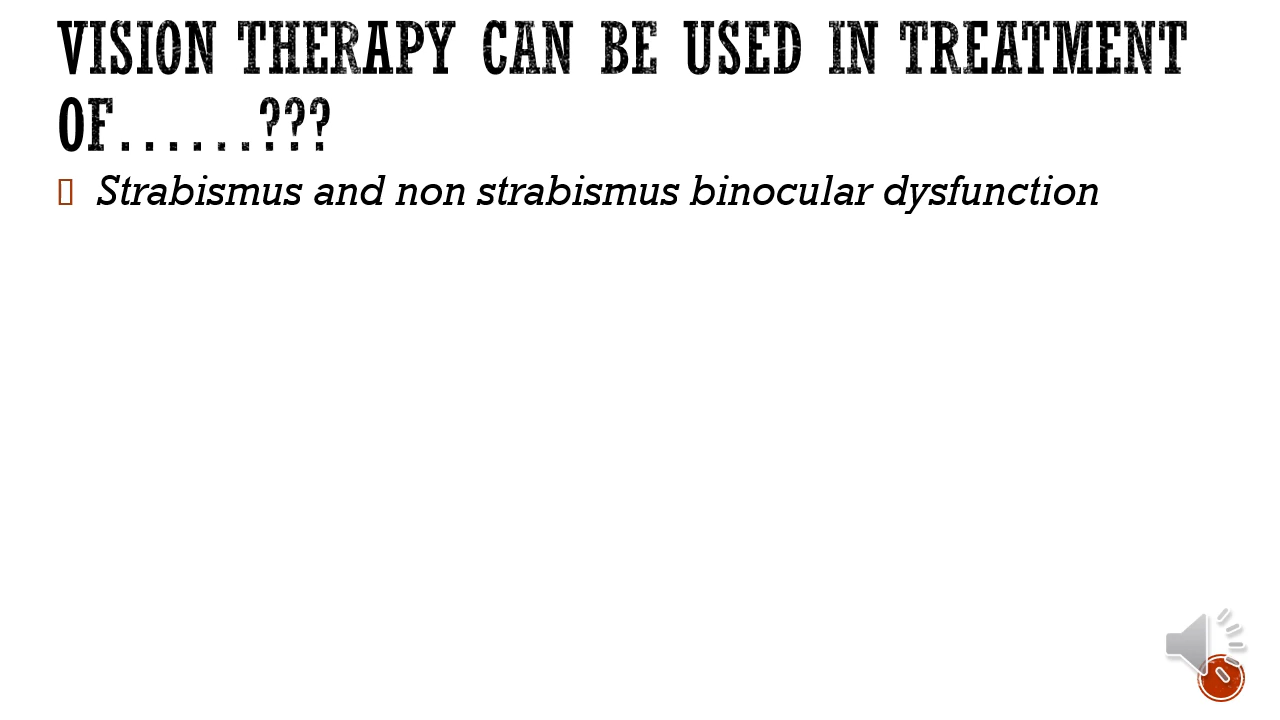 VISION THERAPY CAN BE USED IN TREATMENT
OF......???
Strabismus and non strabismus binocular dysfunction